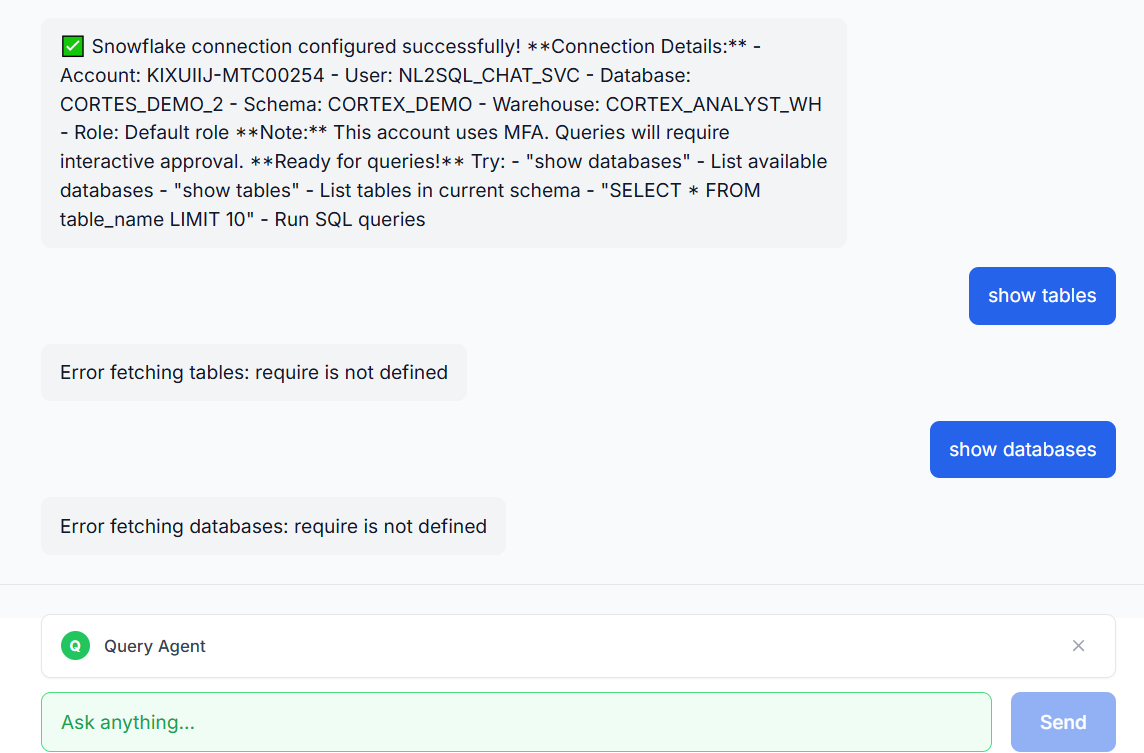 ✅ Snowflake connection configured successfully! **Connection Details:** -
Account: KIXUIIJ-MTC00254 - User: NL2SQL_CHAT_SVC - Database:
CORTES_DEMO_2 - Schema: CORTEX_DEMO - Warehouse: CORTEX_ANALYST_WH
- Role: Default role **Note:** This account uses MFA. Queries will require
interactive approval. **Ready for queries!** Try: - "show databases" - List available
databases - "show tables" - List tables in current schema - "SELECT * FROM
table_name LIMIT 10" - Run SQL queries
show tables
Error fetching tables: require is not defined
show databases
Error fetching databases: require is not defined
Q Query Agent ×
Ask anything...
Send